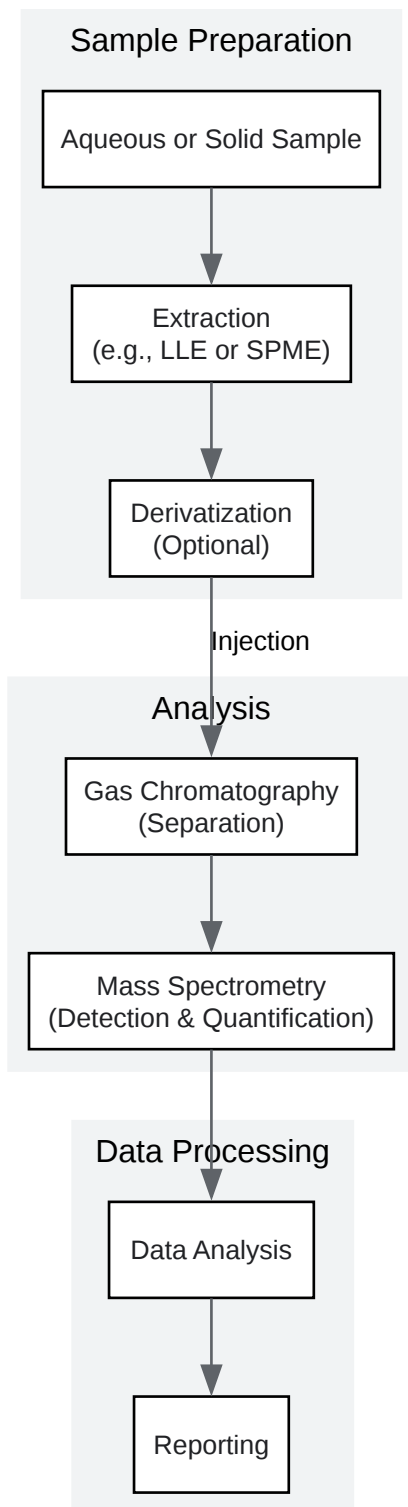 Sample Preparation
Aqueous or Solid Sample
Extraction
(e.g., LLE or SPME)
Derivatization
(Optional)
Injection
Analysis
Gas Chromatography
(Separation)
Mass Spectrometry
(Detection & Quantification)
Data Processing
Data Analysis
Reporting